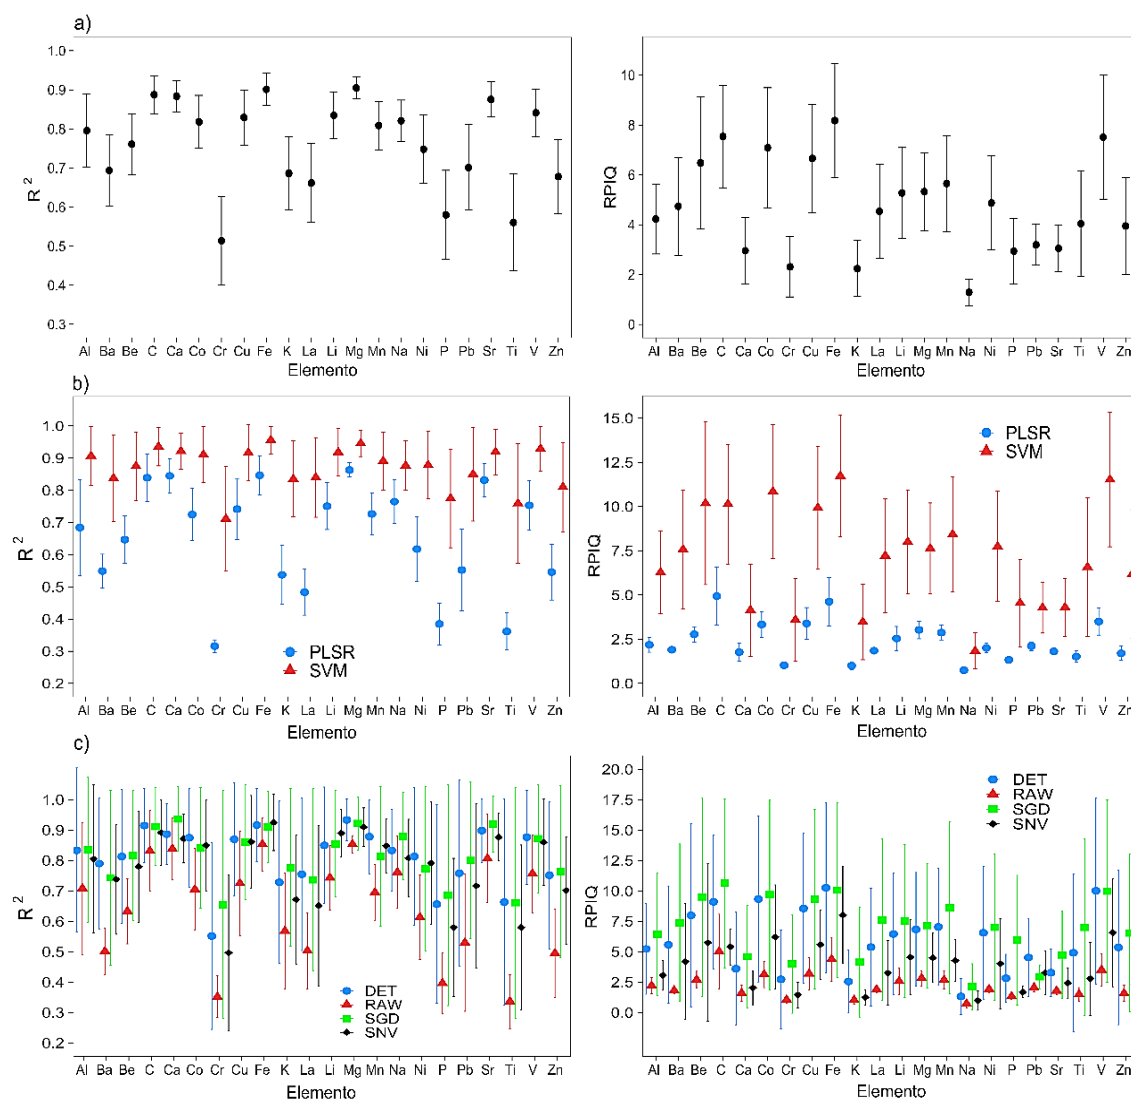 a)
1.0
0.9
0.8
0.7
0.6
0.5
0.4
0.3
R 2
Al Ba Be C Ca Co Cr Cu Fe K La Li Mg Mn Na Ni P Pb Sr Ti V Zn
Elemento
10
8
6
4
2
0
RPIQ
Al Ba Be C Ca Co Cr Cu Fe K La Li Mg Mn Na Ni P Pb Sr Ti V Zn
Elemento
b)
1.0
0.9
0.8
0.7
0.6
0.5
0.4
0.3
0.2
R 2
PLSR
SVM
Al Ba Be C Ca Co Cr Cu Fe K La Li Mg Mn Na Ni P Pb Sr Ti V Zn
Elemento
15.0
12.5
10.0
7.5
5.0
2.5
0.0
RPIQ
PLSR
SVM
Al Ba Be C Ca Co Cr Cu Fe K La Li Mg Mn Na Ni P Pb Sr Ti V Zn
Elemento
c)
1.0
0.9
0.8
0.7
0.6
0.5
0.4
0.3
0.2
R 2
DET
RAW
SGD
SNV
Al Ba Be C Ca Co Cr Cu Fe K La Li Mg Mn Na Ni P Pb Sr Ti V Zn
Elemento
20.0
17.5
15.0
12.5
10.0
7.5
5.0
2.5
0.0
RPIQ
DET
RAW
SGD
SNV
Al Ba Be C Ca Co Cr Cu Fe K La Li Mg Mn Na Ni P Pb Sr Ti V Zn
Elemento